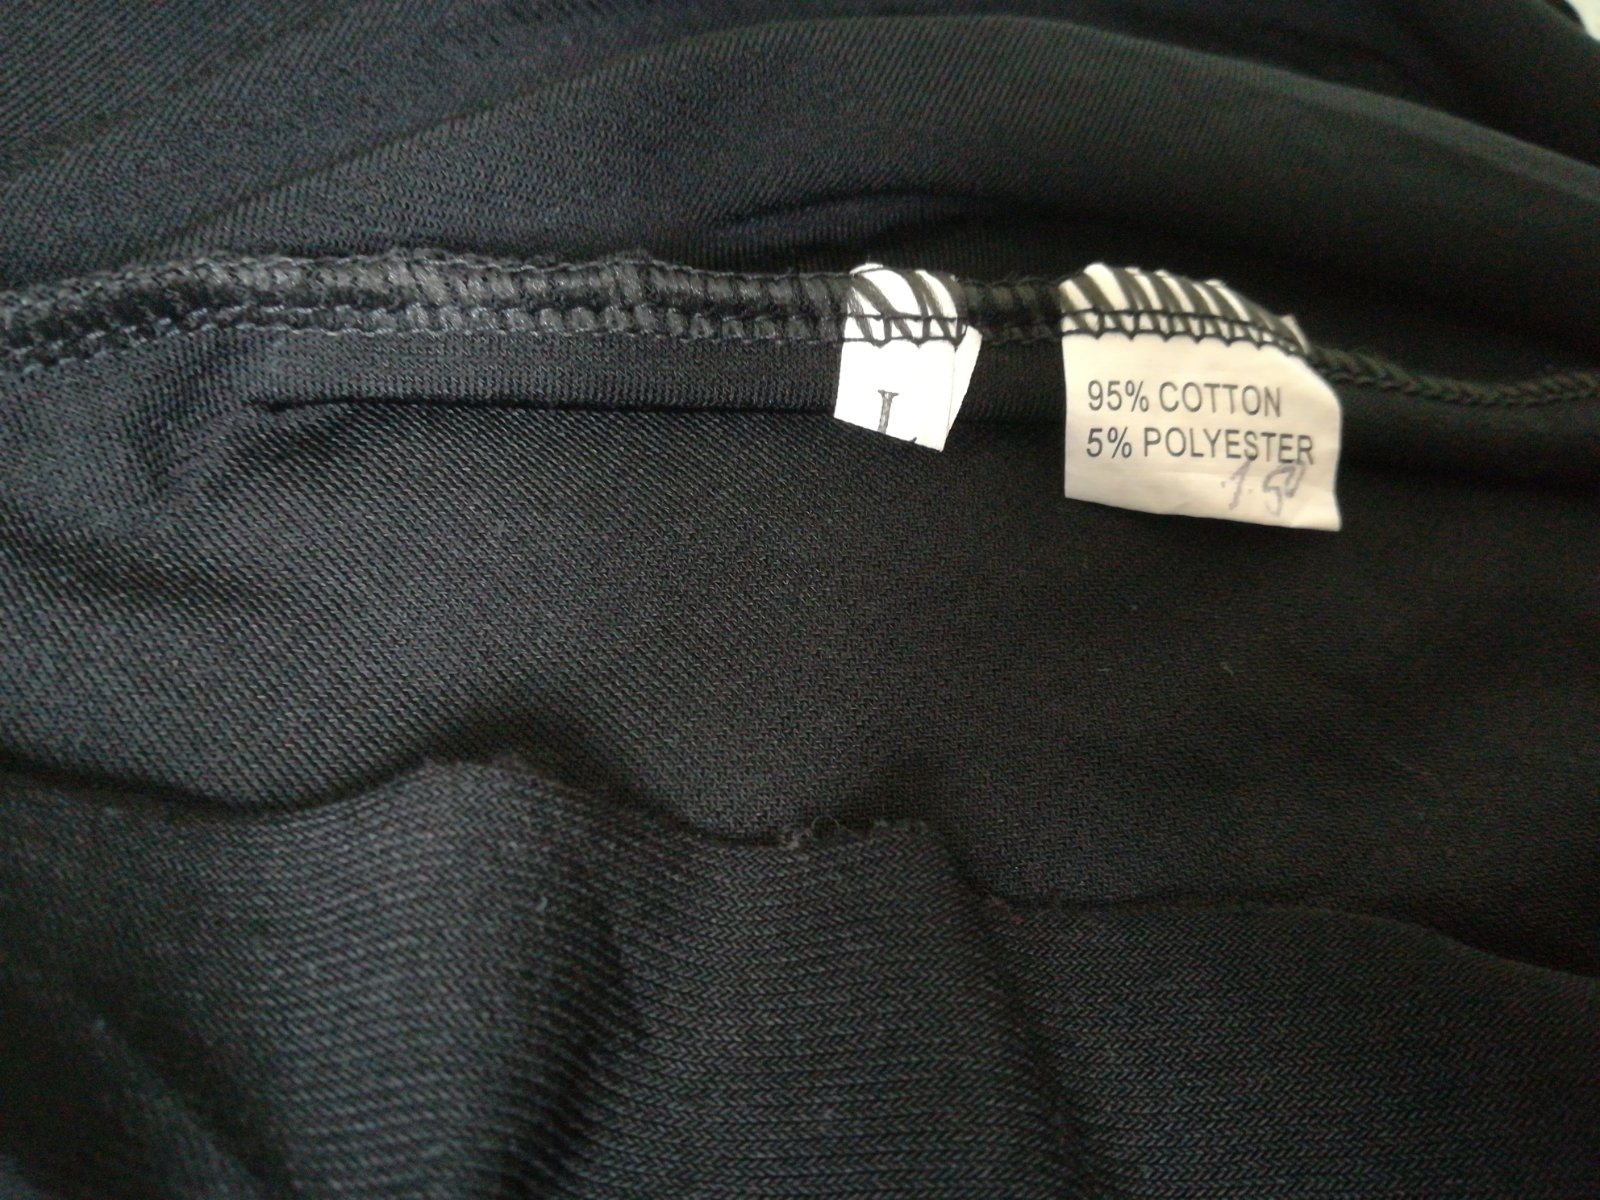 L
95% COTTON
5% POLYESTER